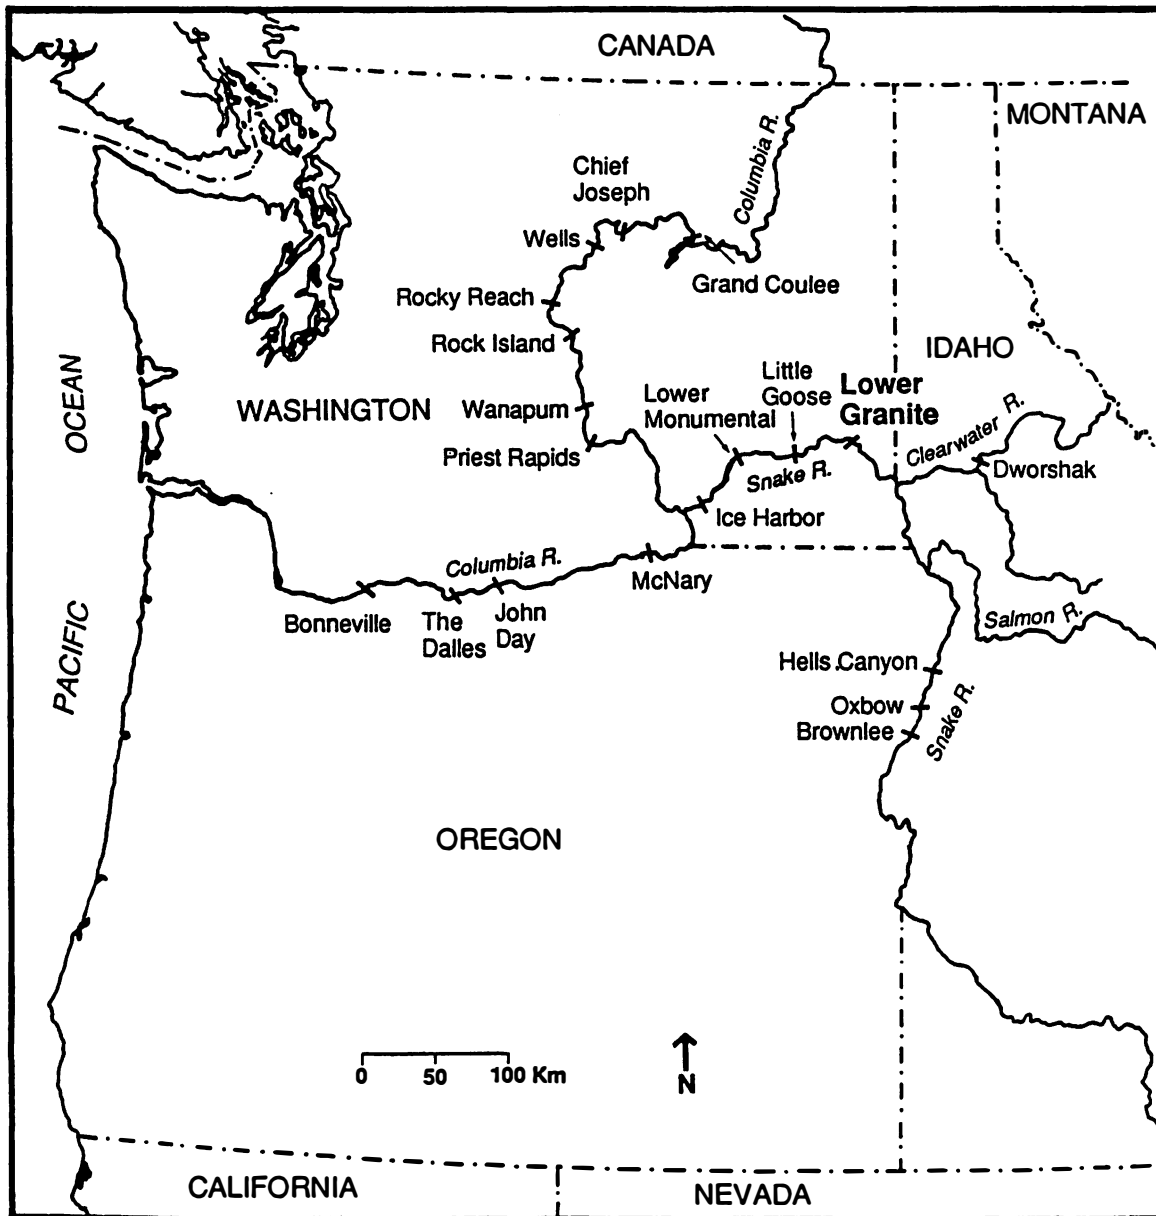 CANADA
MONTANA
Columbia R.
Chief
Joseph
Wells
Grand Coulee
Rocky Reach
Rock Island
IDAHO
OCEAN
WASHINGTON
Wanapum
Priest Rapids
Lower
Monumental
Little
Goose
Lower
Granite
Clearwater R.
Dworshak
Snake R.
Ice Harbor
Columbia R.
McNary
Bonneville
The
Dalles
John
Day
PACIFIC
Salmon R.
Hells Canyon
Oxbow
Brownlee
Snake R.
OREGON
0 50 100 Km
N
CALIFORNIA
NEVADA